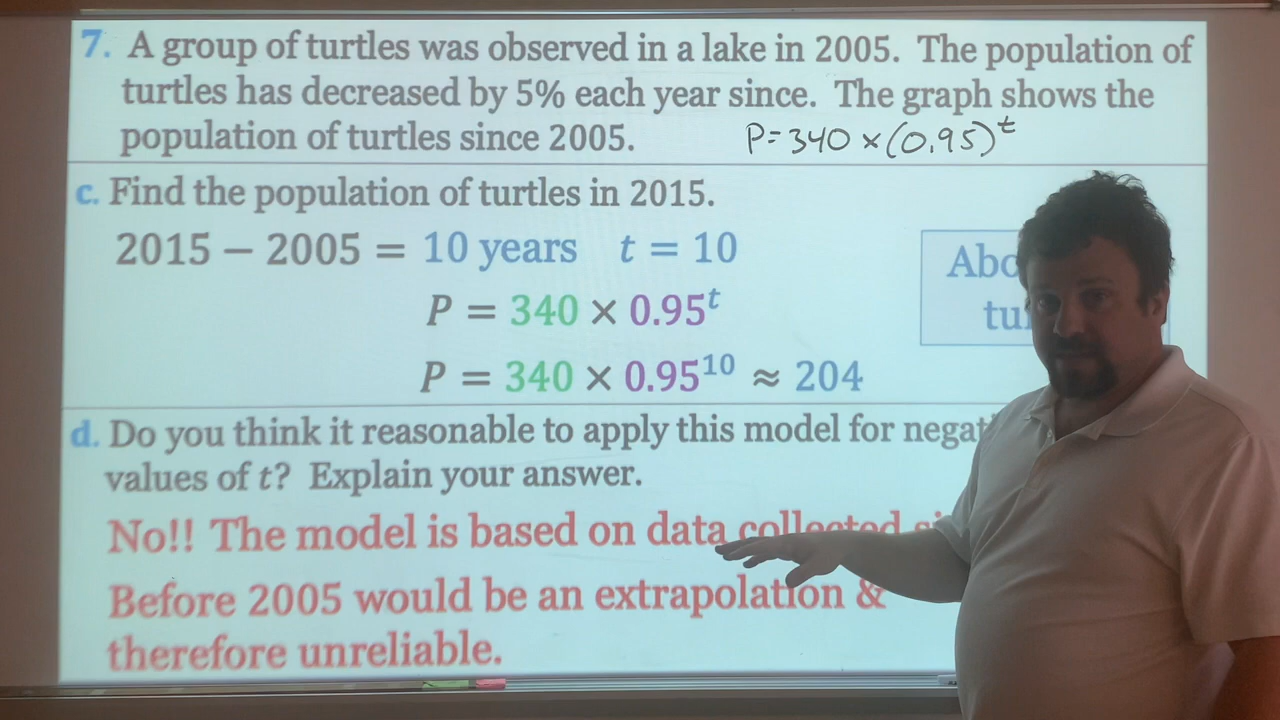 7. A group of turtles was observed in a lake in 2005. The population of
turtles has decreased by 5% each year since. The graph shows the
population of turtles since 2005. P=340×(0.95)^t
c. Find the population of turtles in 2015.
2015 − 2005 = 10 years t = 10
P = 340 × 0.95^t
P = 340 × 0.95^10 ≈ 204
d. Do you think it reasonable to apply this model for
values of t? Explain your answer.
No!! The model is based on data collected
Before 2005 would be an extrapolation &
therefore unreliable.